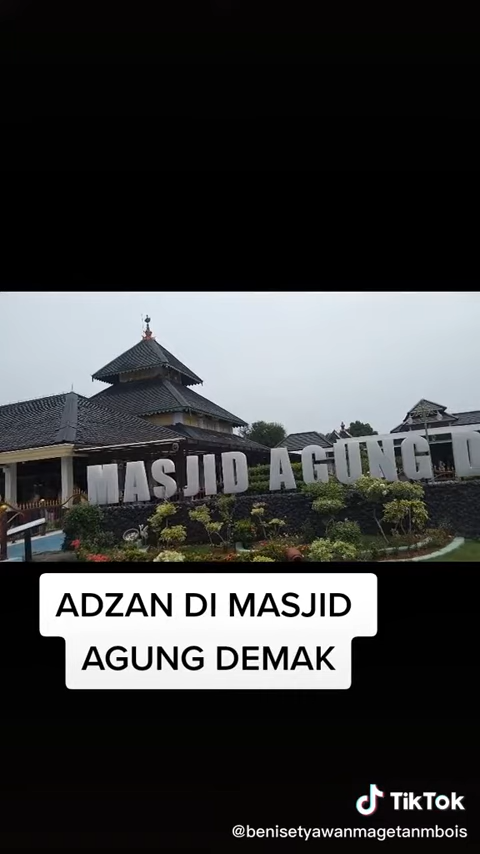 MASJID AGUNG D
ADZAN DI MASJID
AGUNG DEMAK
TikTok
@benisetyawanmagetanmbois